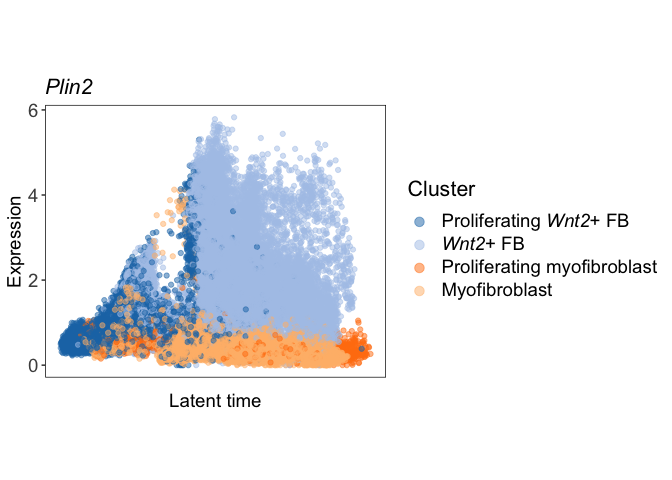 Plin2
6
4
2
0
Expression
Latent time
Cluster
Proliferating Wnt2+ FB
Wnt2+ FB
Proliferating myofibroblast
Myofibroblast